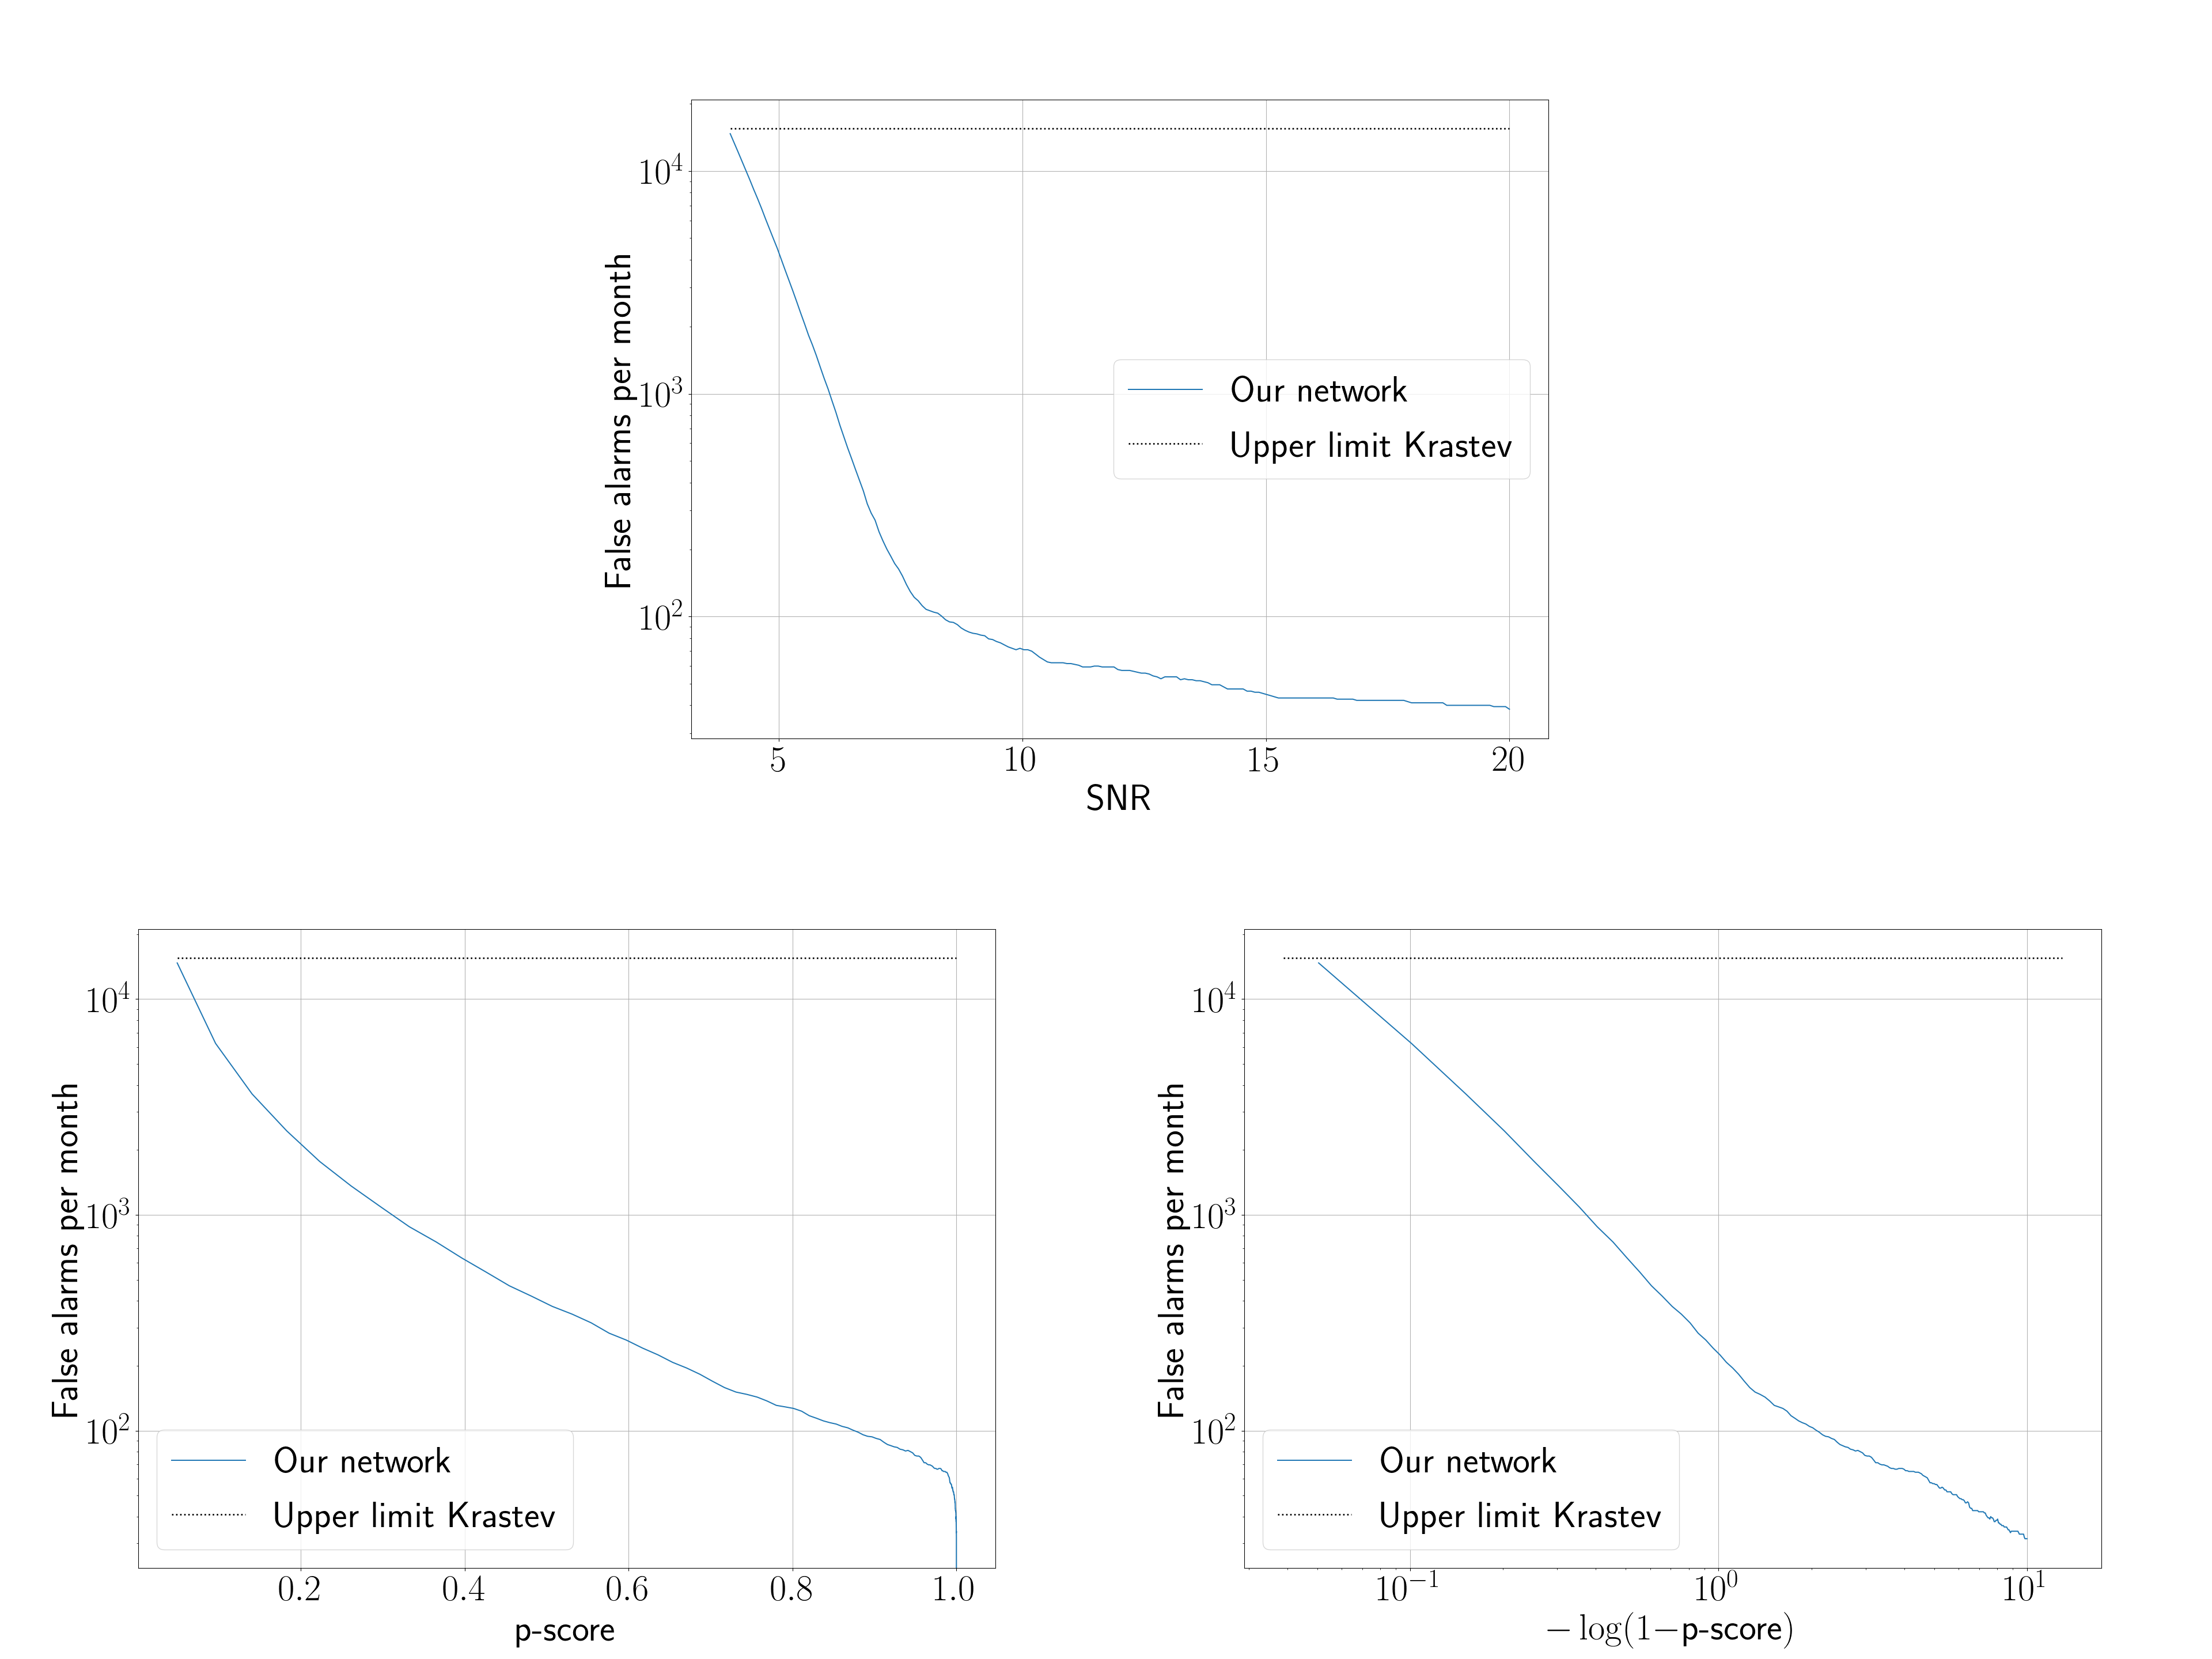 False alarms per month
10^4
10^3
10^2
Our network
Upper limit Krastev
5 10 15 20
SNR
False alarms per month
10^4
10^3
10^2
Our network
Upper limit Krastev
0.2 0.4 0.6 0.8 1.0
p-score
False alarms per month
10^4
10^3
10^2
Our network
Upper limit Krastev
10^−1 10^0 10^1
− log(1−p-score)